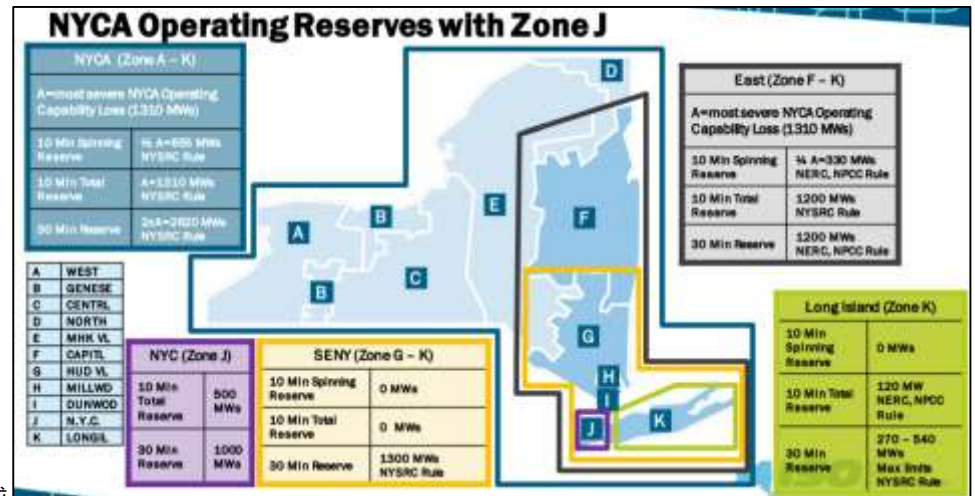 NYCA Operating Reserves with Zone J
NYCA (Zone A – K)
A=most severe NYCA Operating
Capability Loss (1310 MWs)
10 Min Spinning
Reserve
½ A=655 MWs
NYSRC Rule
10 Min Total
Reserve
A=1310 MWs
NYSRC Rule
30 Min Reserve
2xA=2620 MWs
NYSRC Rule
East (Zone F – K)
A=most severe NYCA Operating
Capability Loss (1310 MWs)
10 Min Spinning
Reserve
¼ A=330 MWs
NERC, NPCC Rule
10 Min Total
Reserve
1200 MWs
NYSRC Rule
30 Min Reserve
1200 MWs
NERC, NPCC Rule
D
E
B
A
F
C
B
G
H
I
J
K
A WEST
B GENESE
C CENTRL
D NORTH
E MHK VL
F CAPITL
G HUD VL
H MILLWD
I DUNWOD
J N.Y.C.
K LONGIL
NYC (Zone J)
10 Min
Total
Reserve
500
MWs
30 Min
Reserve
1000
MWs
SENY (Zone G – K)
10 Min Spinning
Reserve
0 MWs
10 Min Total
Reserve
0 MWs
30 Min Reserve
1300 MWs
NYSRC Rule
Long Island (Zone K)
10 Min
Spinning
Reserve
0 MWs
10 Min Total
Reserve
120 MW
NERC, NPCC
Rule
30 Min
Reserve
270 – 540
MWs
Max limits
NYSRC Rule